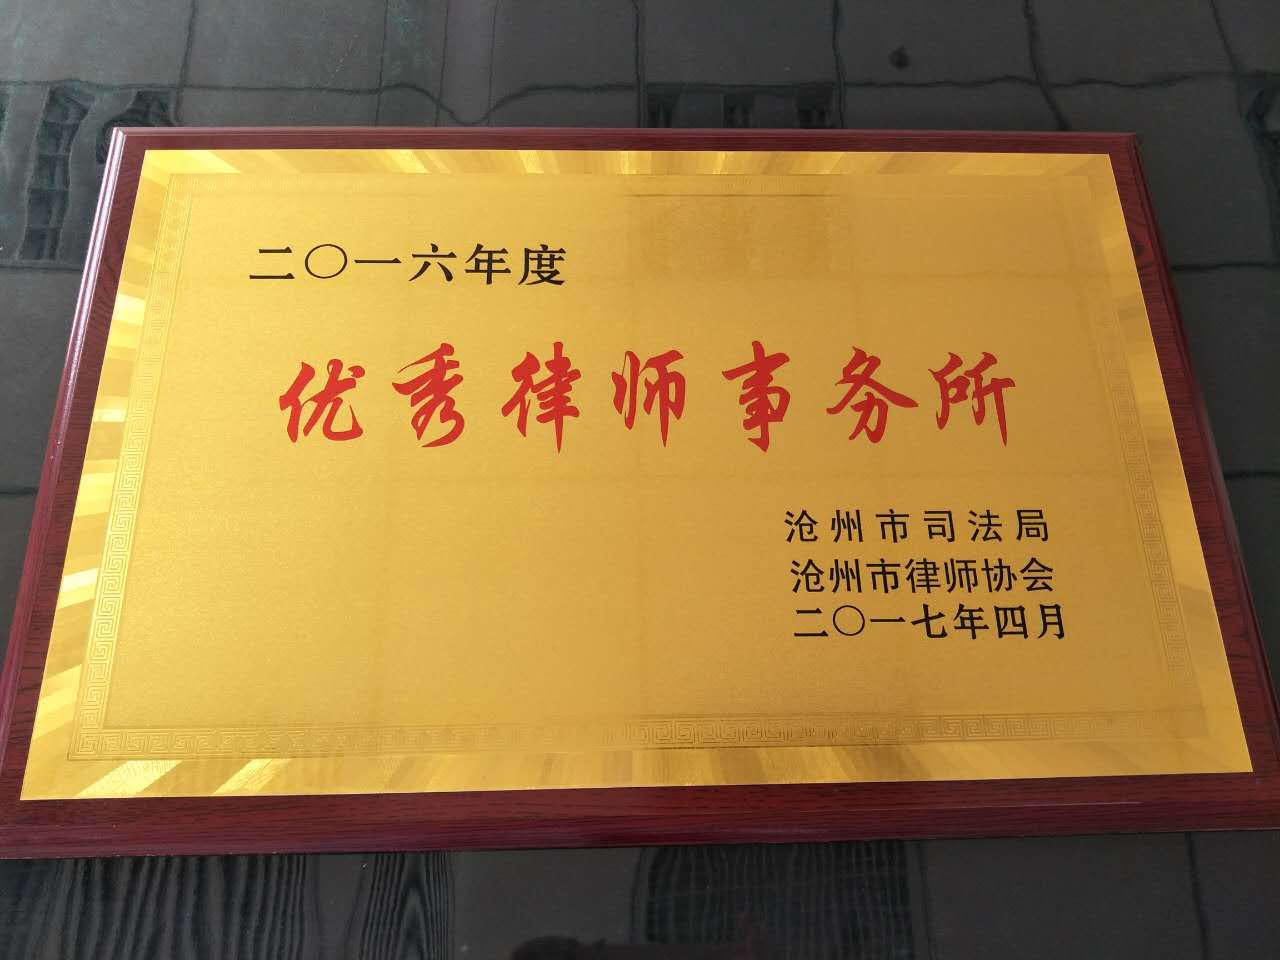 二〇一六年度
优秀律师事务所
沧州市司法局
沧州市律师协会
二〇一七年四月